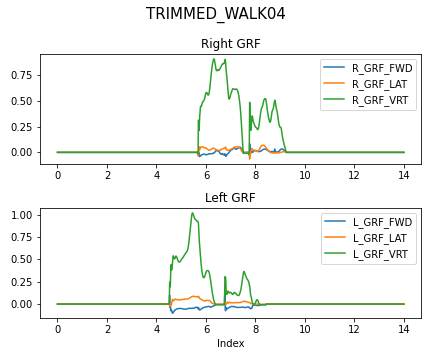 TRIMMED_WALK04
Right GRF
R_GRF_FWD
R_GRF_LAT
R_GRF_VRT
0.75
0.50
0.25
0.00
0 2 4 6 8 10 12 14
Left GRF
L_GRF_FWD
L_GRF_LAT
L_GRF_VRT
1.00
0.75
0.50
0.25
0.00
0 2 4 6 8 10 12 14
Index